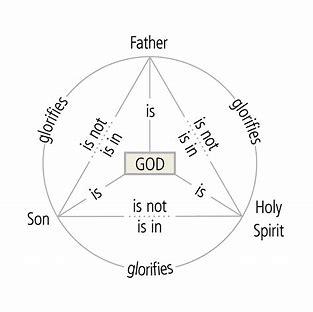 Father
glorifies
glorifies
is
is not
is in
is not
is in
GOD
is
is
Son
is not
is in
Holy
Spirit
glorifies